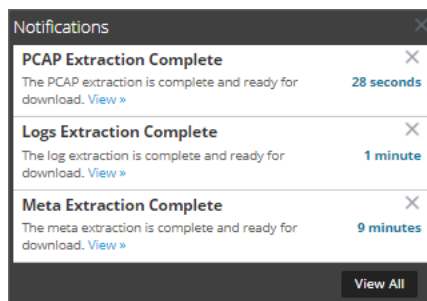 Notifications
PCAP Extraction Complete
The PCAP extraction is complete and ready for 28 seconds
download. View »
Logs Extraction Complete
The log extraction is complete and ready for 1 minute
download. View »
Meta Extraction Complete
The meta extraction is complete and ready for 9 minutes
download. View »
View All